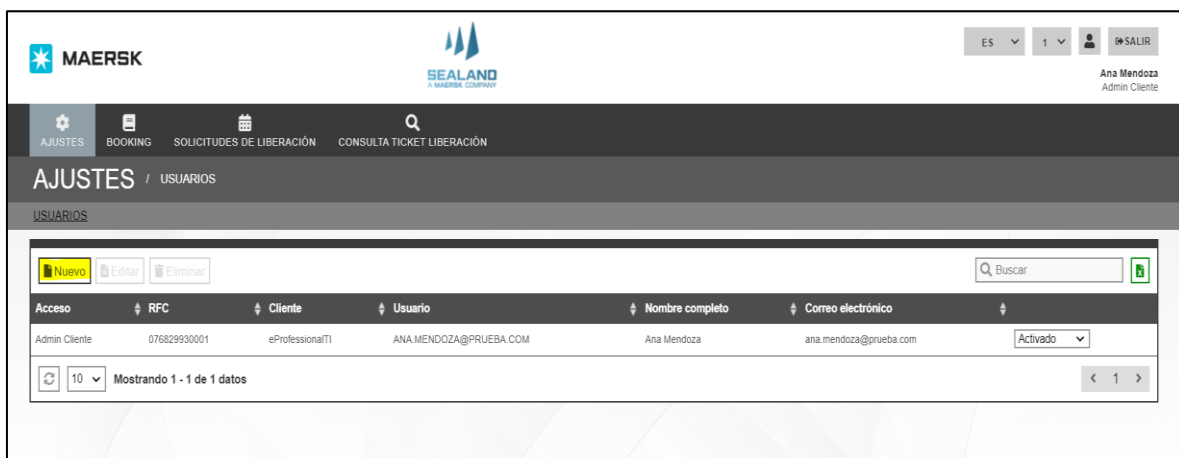 MAERSK
SEALAND
A MAERSK COMPANY
ES 1 SALIR
Ana Mendoza
Admin Cliente
AJUSTES BOOKING SOLICITUDES DE LIBERACIÓN CONSULTA TICKET LIBERACIÓN
AJUSTES / USUARIOS
USUARIOS
Nuevo Editar Eliminar Buscar
Acceso RFC Cliente Usuario Nombre completo Correo electrónico
Admin Cliente 076829930001 eProfessionalTI ANA.MENDOZA@PRUEBA.COM Ana Mendoza ana.mendoza@prueba.com Activado
10 Mostrando 1 - 1 de 1 datos < 1 >